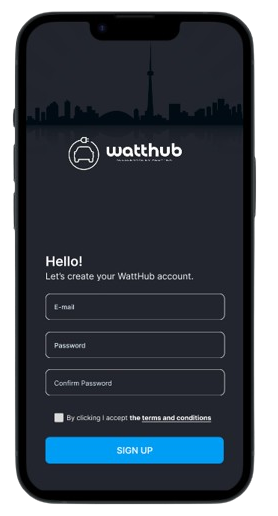 watthub
Hello!
Let's create your WattHub account.
E-mail
Password
Confirm Password
By clicking I accept the terms and conditions
SIGN UP